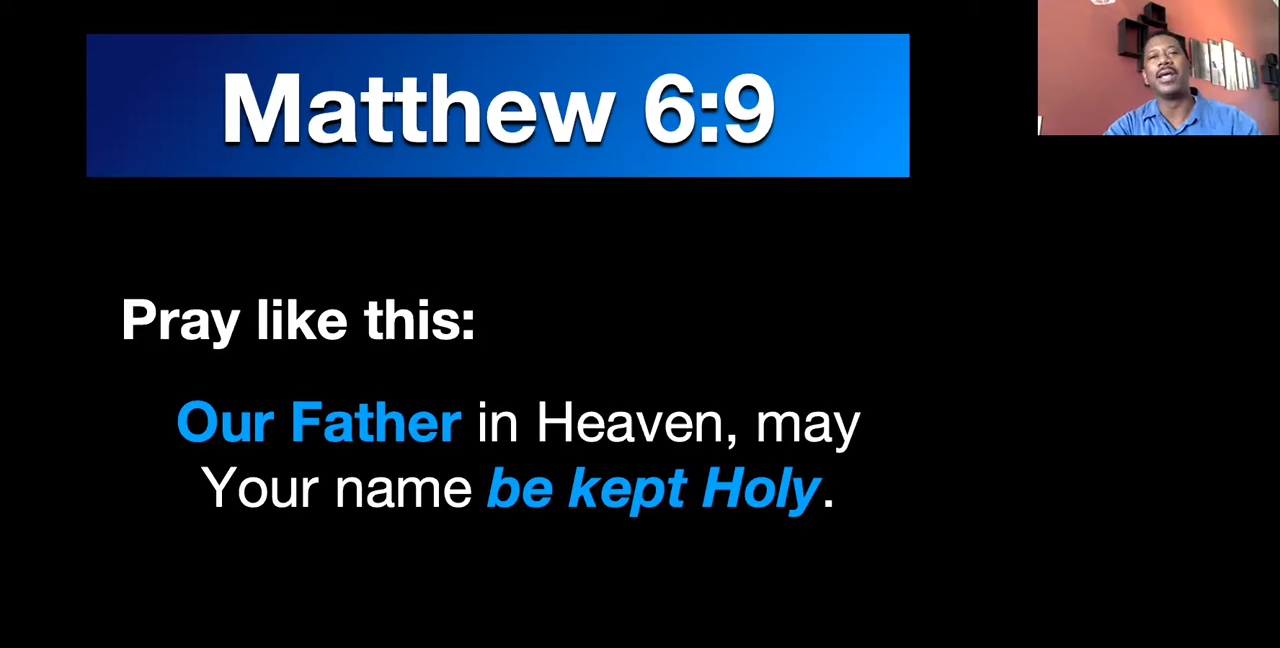 Matthew 6:9
Pray like this:
Our Father in Heaven, may
Your name be kept Holy.